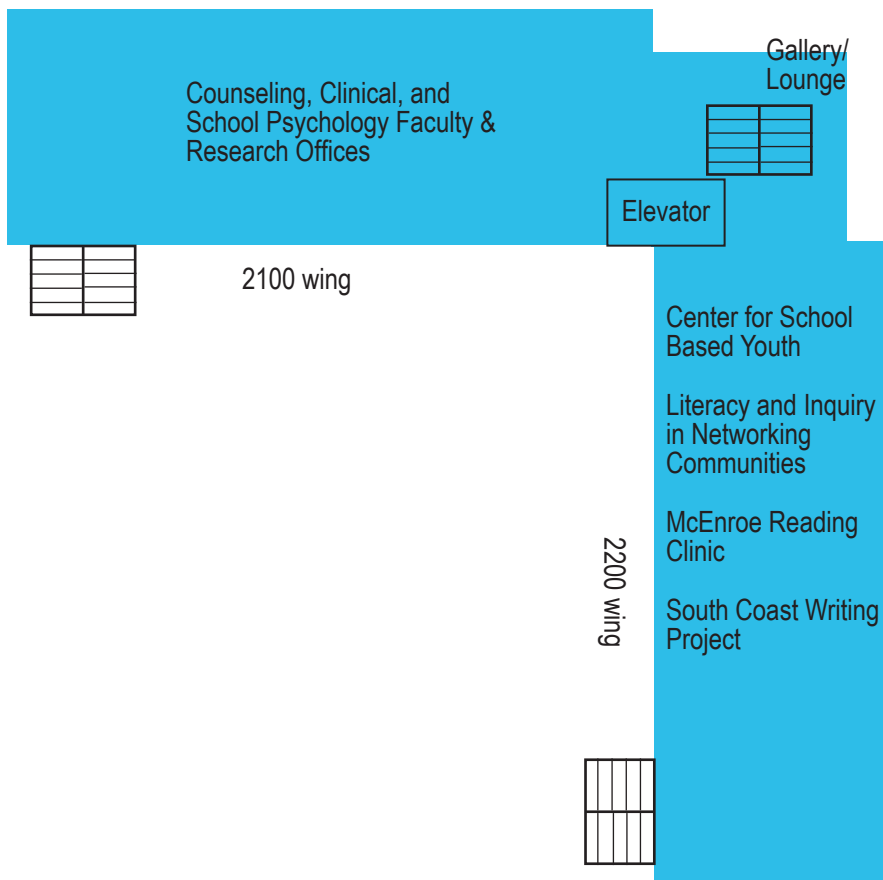 Gallery/
Lounge
Counseling, Clinical, and
School Psychology Faculty &
Research Offices
Elevator
2100 wing
Center for School
Based Youth
Literacy and Inquiry
in Networking
Communities
McEnroe Reading
Clinic
2200 wing
South Coast Writing
Project